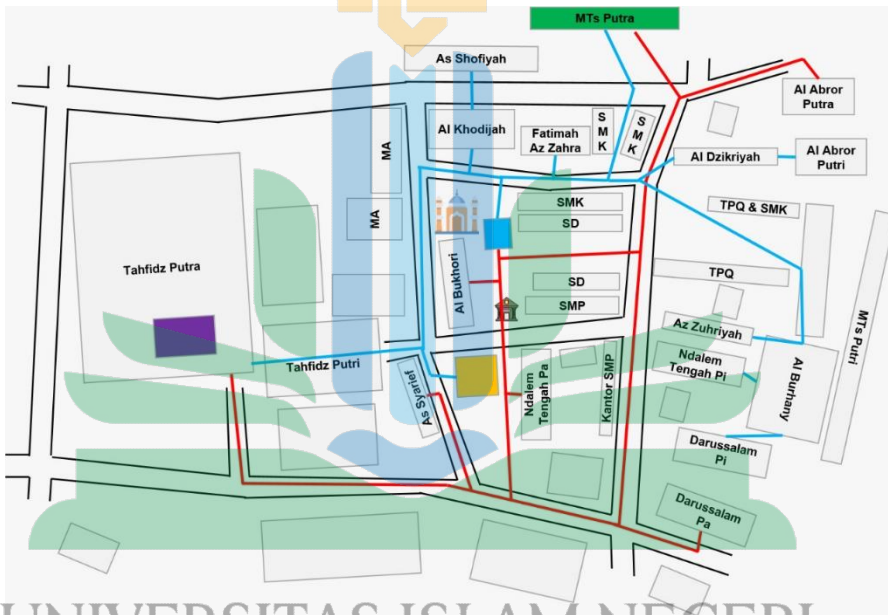 MTs Putra
As Shofiyah
Al Abror
Putra
Al Khodijah
Fatimah
Az Zahra
SMK
SMK
MA
Al Dzikriyah
Al Abror
Putri
MA
SMK
SD
TPQ & SMK
Tahfidz Putra
Al Bukhori
SD
SMP
TPQ
MTs Putri
Az Zuhriyah
Tahfidz Putri
As Syarief
Ndalem
Tengah Pa
Kantor SMP
Ndalem
Tengah Pi
Al Burhany
Darussalam
Pi
Darussalam
Pa
UNIVERSITAS ISLAM NEGERI